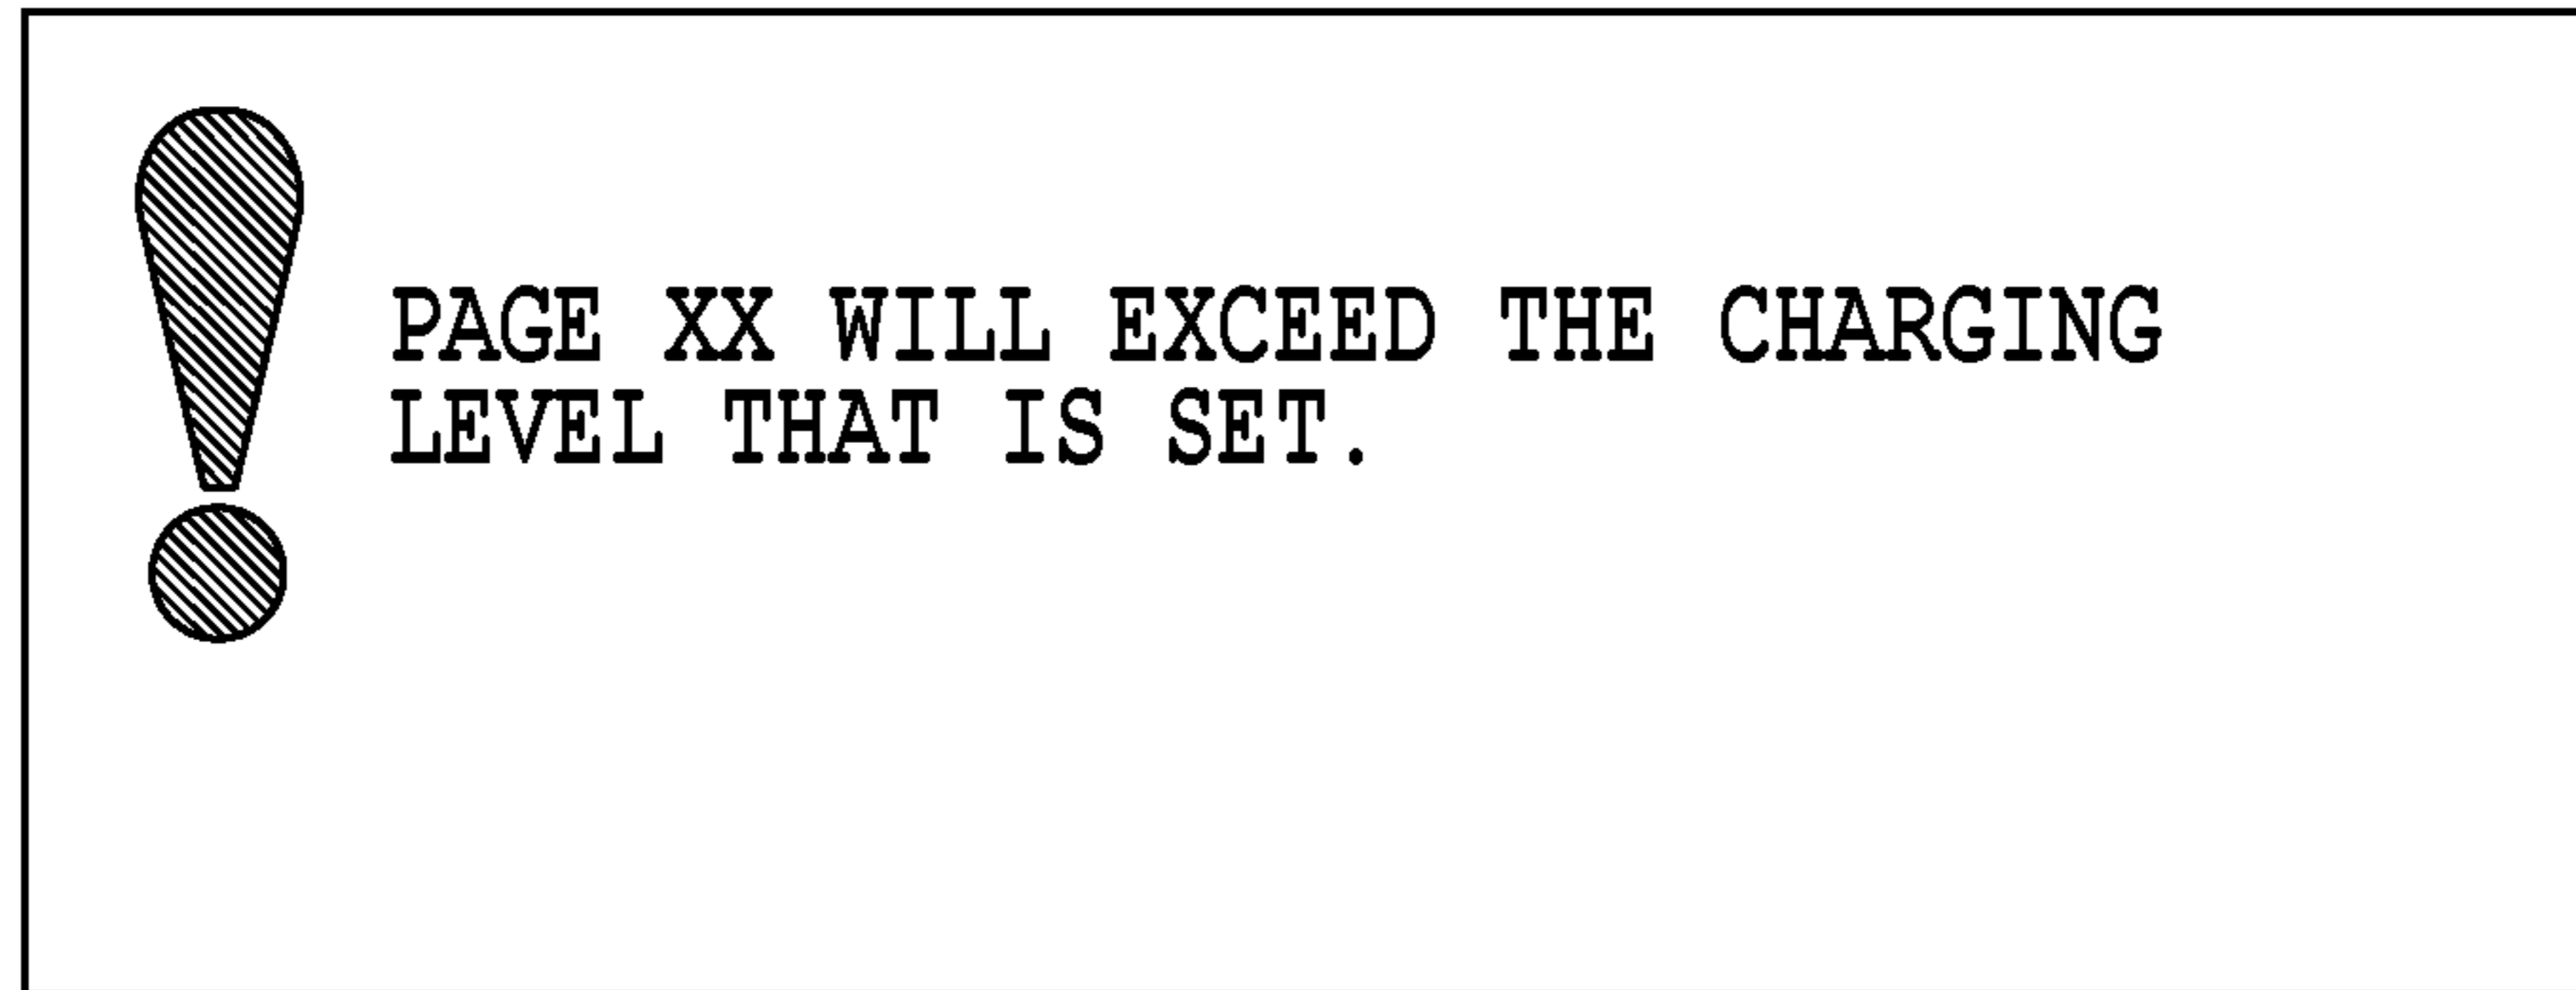 PAGE XX WILL EXCEED THE CHARGING
LEVEL THAT IS SET.